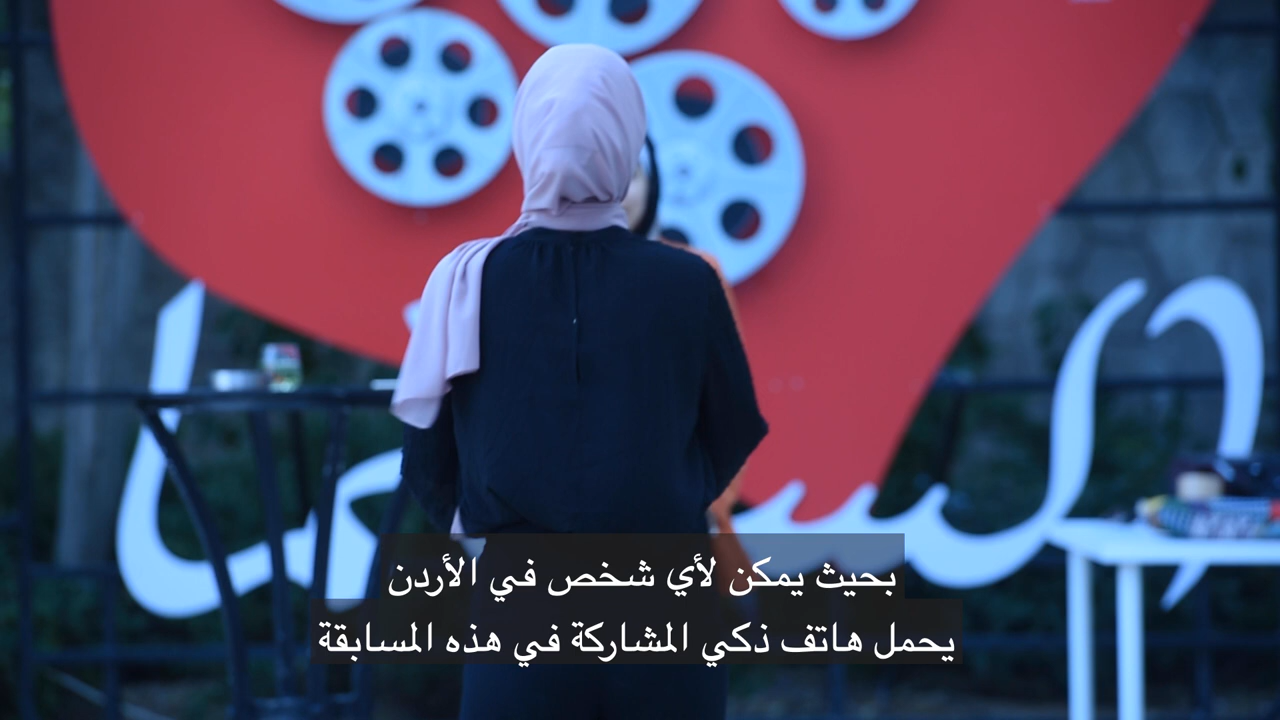 بحيث يمكن لأي شخص في الأردن
يحمل هاتف ذكي المشاركة في هذه المسابقة